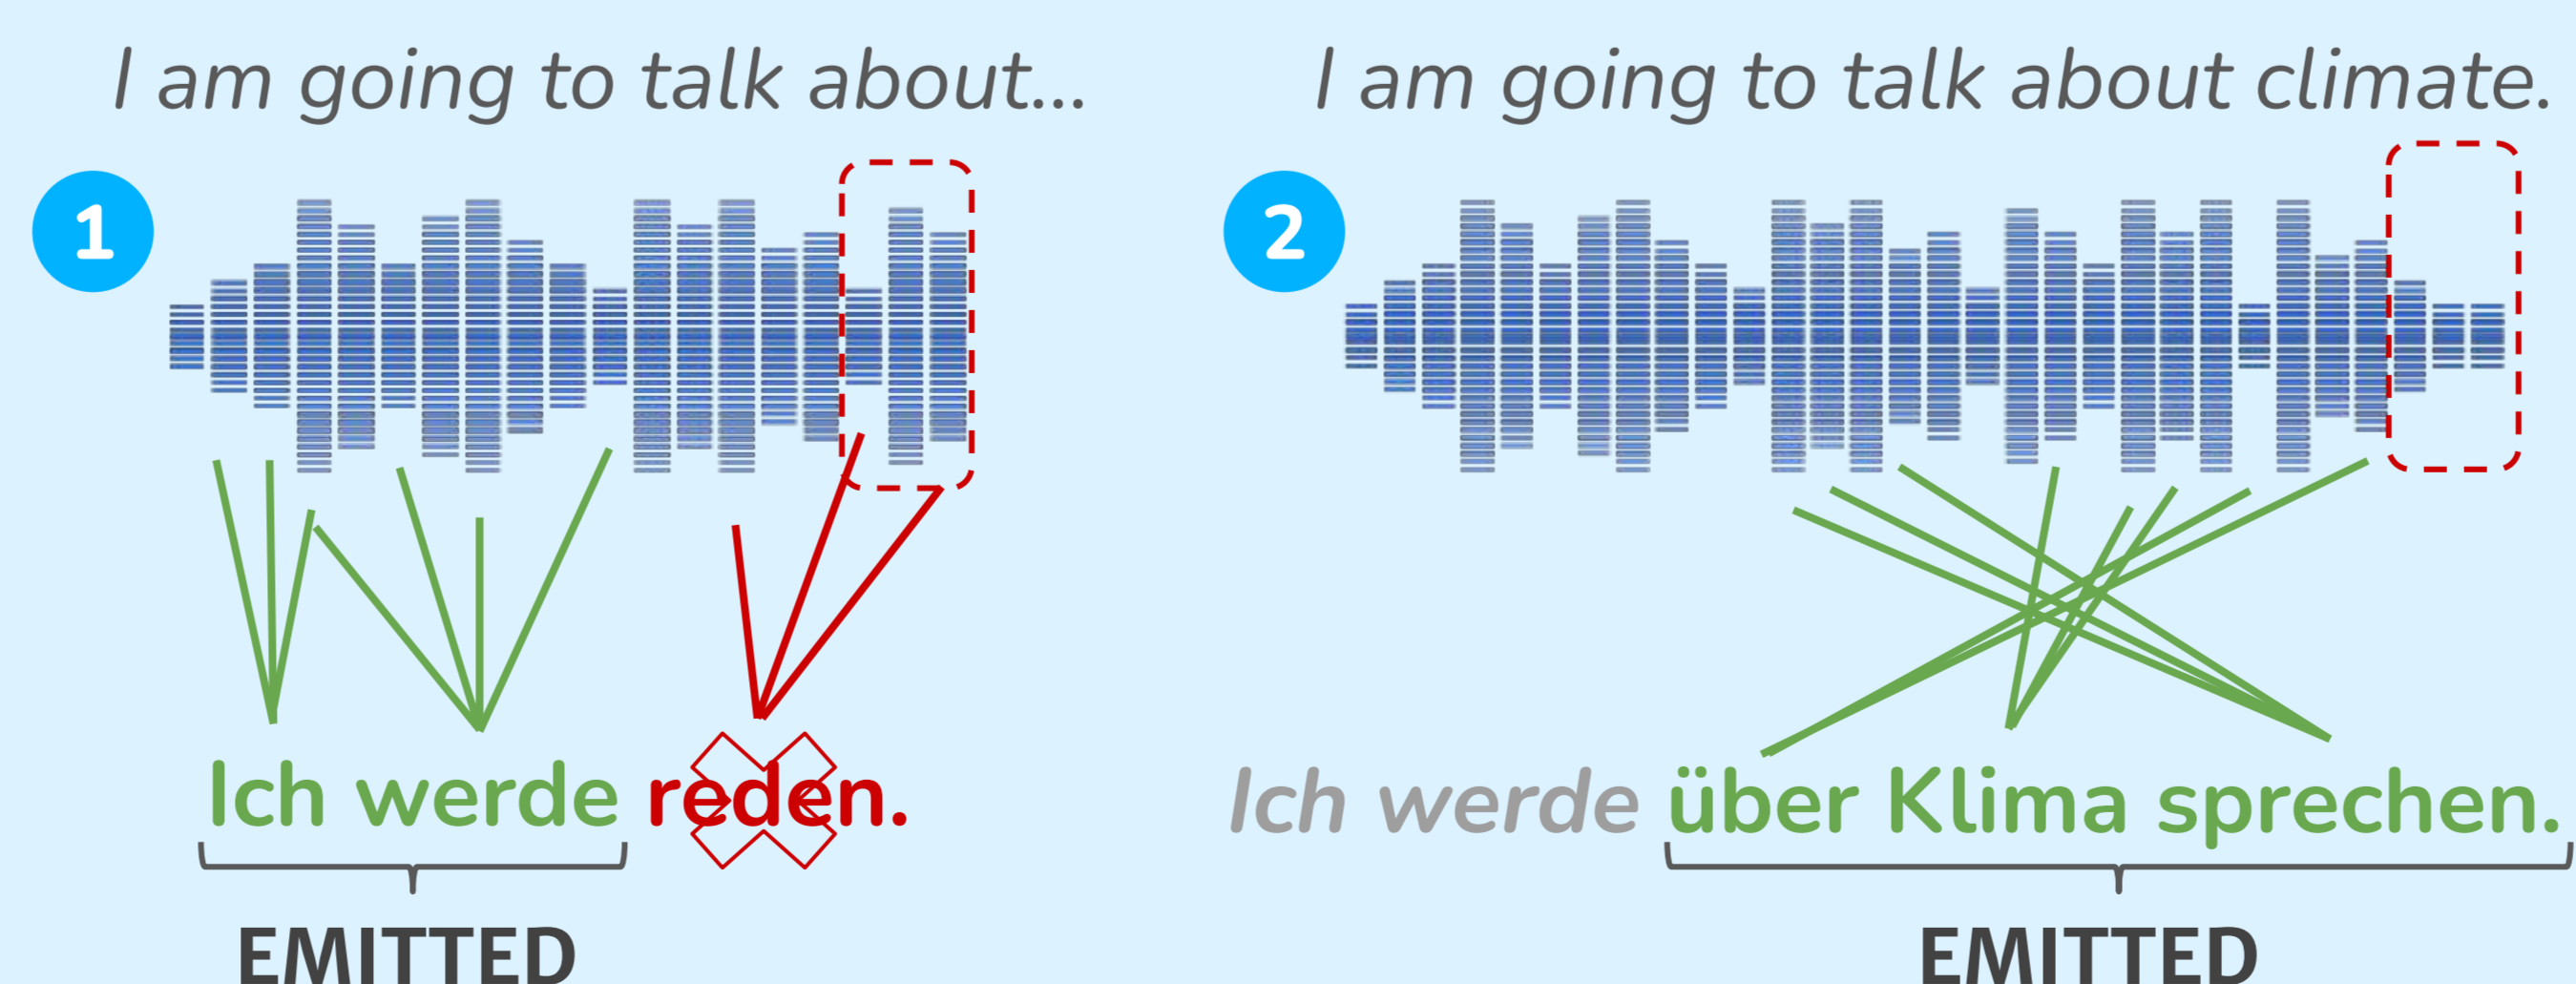 I am going to talk about...
1
Ich werde reden.
EMITTED
I am going to talk about climate.
2
Ich werde über Klima sprechen.
EMITTED